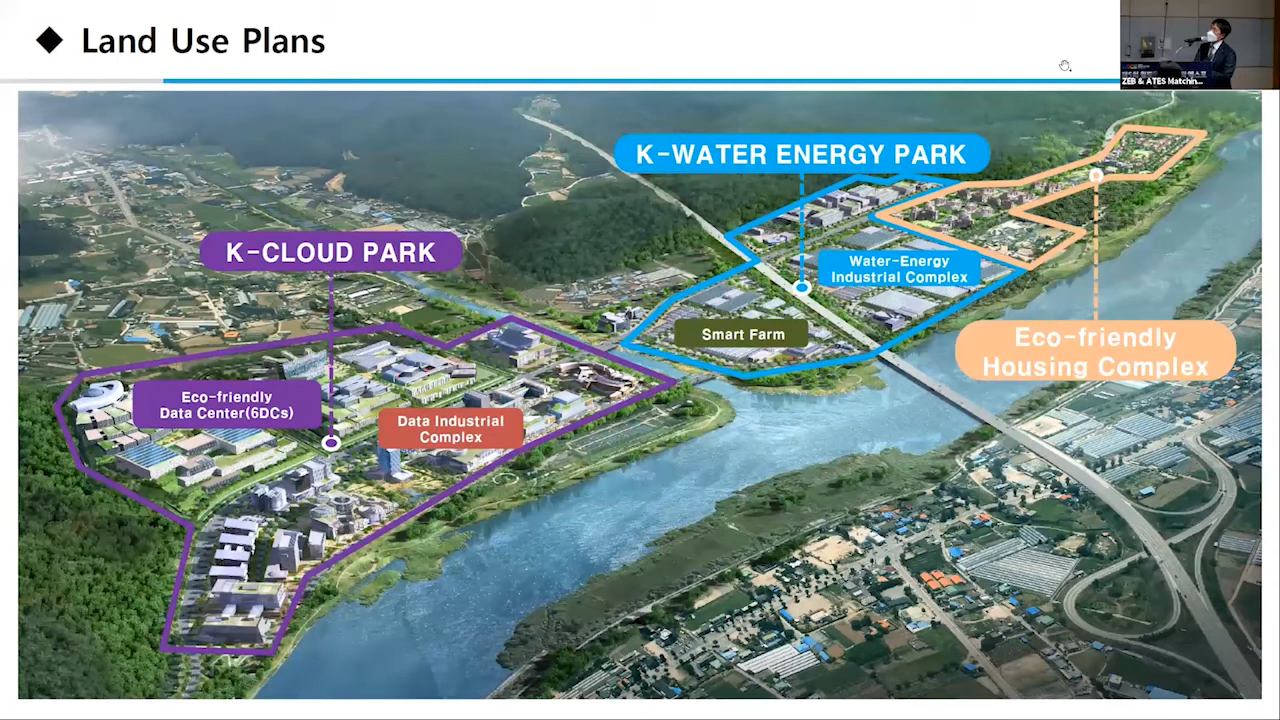 ◆ Land Use Plans
ZEB & ATES Matchin...
K-WATER ENERGY PARK
K-CLOUD PARK
Water-Energy
Industrial Complex
Smart Farm
Eco-friendly
Housing Complex
Eco-friendly
Data Center(6DCs)
Data Industrial
Complex